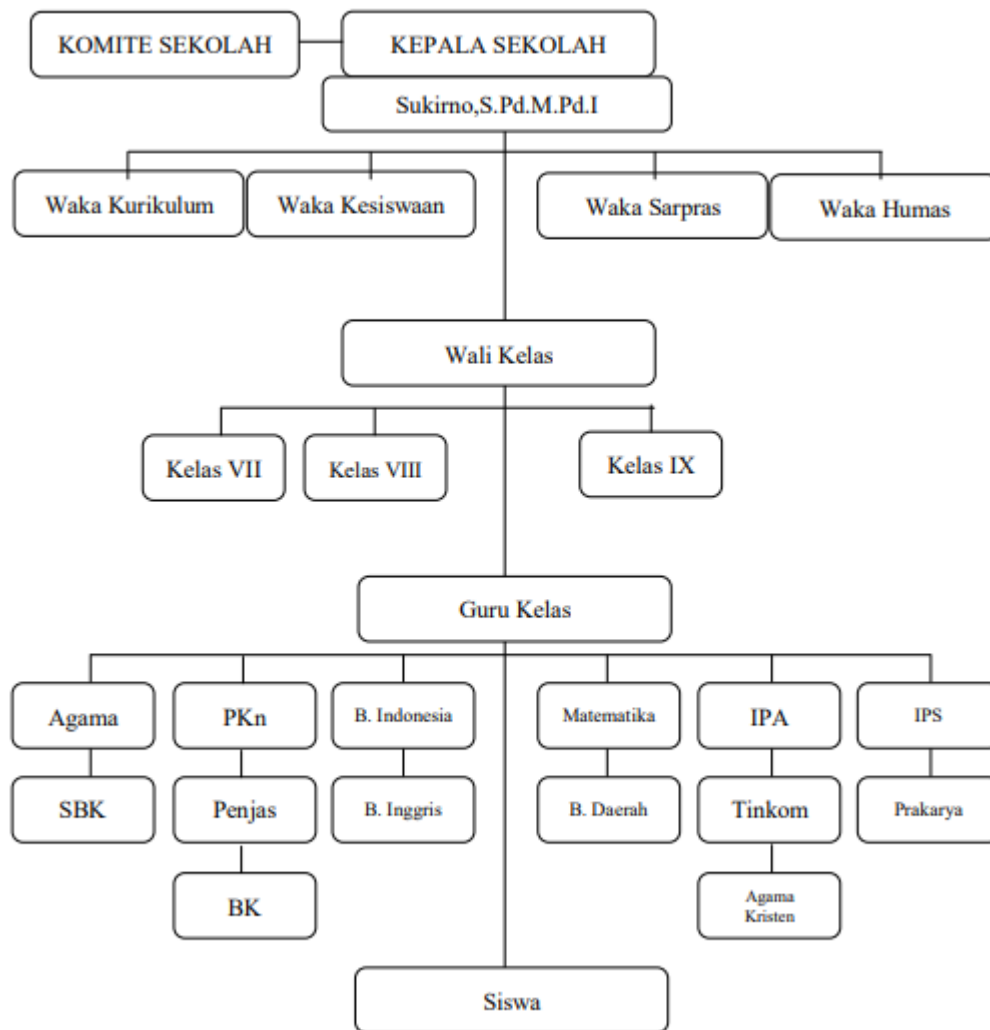 KOMITE SEKOLAH
KEPALA SEKOLAH
Sukirno,S.Pd.M.Pd.I
Waka Kurikulum
Waka Kesiswaan
Waka Sarpras
Waka Humas
Wali Kelas
Kelas VII
Kelas VIII
Kelas IX
Guru Kelas
Agama
PKn
B. Indonesia
Matematika
IPA
IPS
SBK
Penjas
B. Inggris
B. Daerah
Tinkom
Prakarya
BK
Agama
Kristen
Siswa